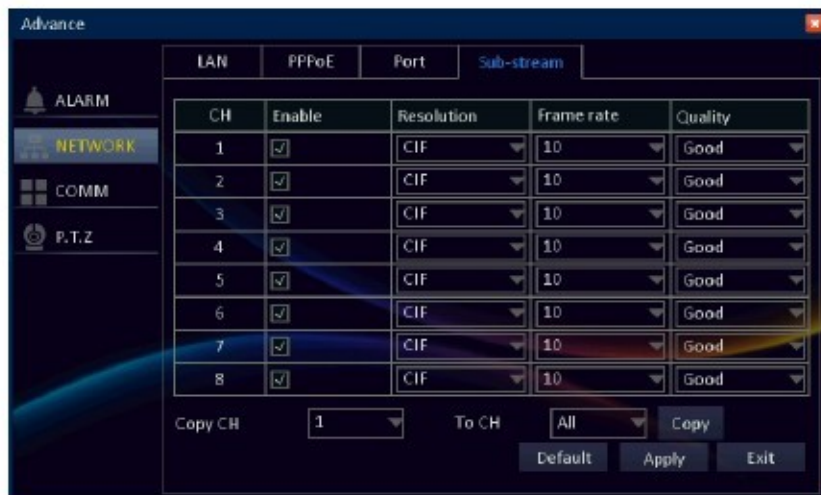 Advance
LAN PPPoE Port Sub-stream
ALARM
NETWORK
COMM
P.T.Z
CH Enable Resolution Frame rate Quality
1 CIF 10 Good
2 CIF 10 Good
3 CIF 10 Good
4 CIF 10 Good
5 CIF 10 Good
6 CIF 10 Good
7 CIF 10 Good
8 CIF 10 Good
Copy CH 1 To CH All Copy
Default Apply Exit